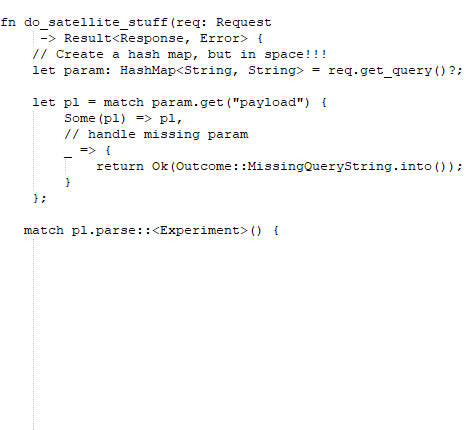 fn do_satellite_stuff(req: Request
-> Result<Response, Error> {
// Create a hash map, but in space!!!
let param: HashMap<String, String> = req.get_query()?;
let pl = match param.get("payload") {
Some(pl) => pl,
// handle missing param
_ => {
return Ok(Outcome::MissingQueryString.into());
}
};
match pl.parse::<Experiment>() {